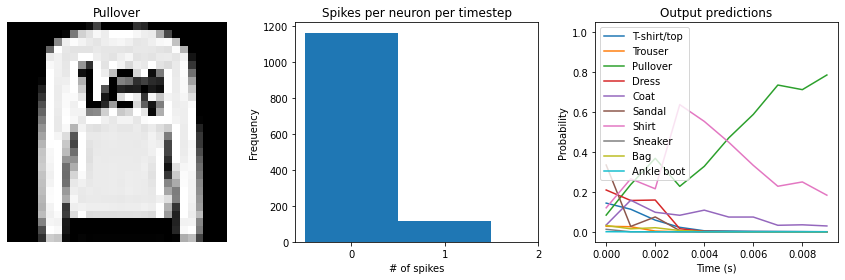 Pullover
Spikes per neuron per timestep
Output predictions
1200
1000
800
600
400
200
0
Frequency
0 1 2
# of spikes
1.0
0.8
0.6
0.4
0.2
0.0
Probability
T-shirt/top
Trouser
Pullover
Dress
Coat
Sandal
Shirt
Sneaker
Bag
Ankle boot
0.000 0.002 0.004 0.006 0.008
Time (s)